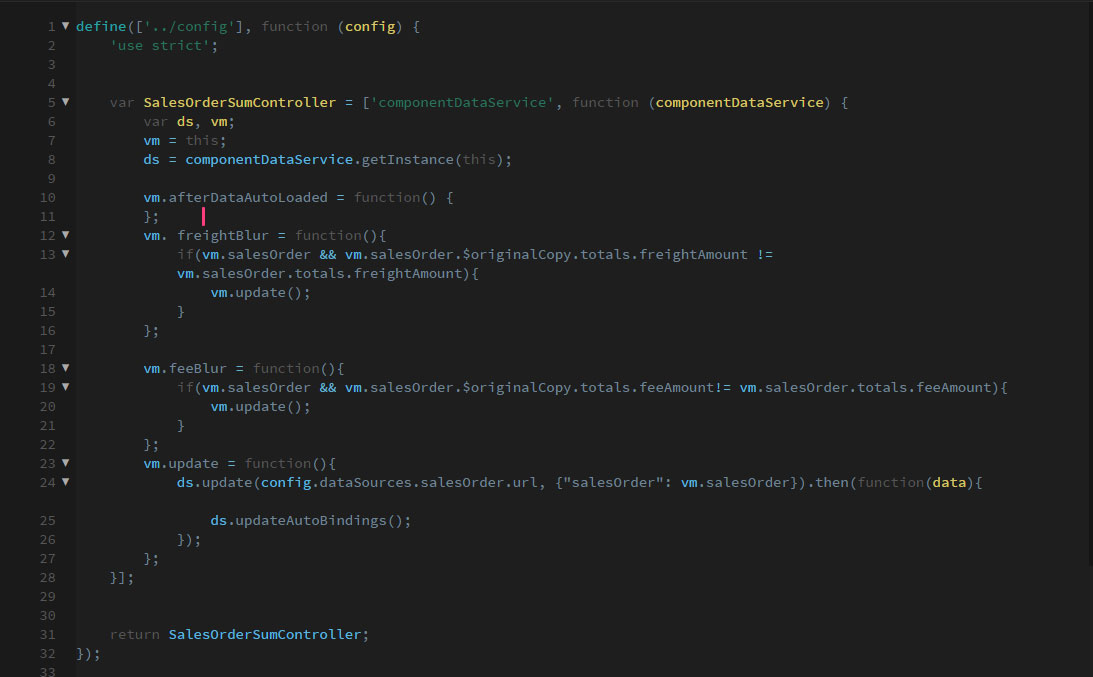 1 ▼ define(['../config'], function (config) {
2     'use strict';
3
4
5 ▼     var SalesOrderSumController = ['componentDataService', function (componentDataService) {
6         var ds, vm;
7         vm = this;
8         ds = componentDataService.getInstance(this);
9
10         vm.afterDataAutoLoaded = function() {
11         };
12 ▼         vm. freightBlur = function(){
13 ▼             if(vm.salesOrder && vm.salesOrder.$originalCopy.totals.freightAmount !=
            vm.salesOrder.totals.freightAmount){
14                 vm.update();
15             }
16         };
17
18 ▼         vm.feeBlur = function(){
19 ▼             if(vm.salesOrder && vm.salesOrder.$originalCopy.totals.feeAmount!= vm.salesOrder.totals.feeAmount){
20                 vm.update();
21             }
22         };
23 ▼         vm.update = function(){
24 ▼             ds.update(config.dataSources.salesOrder.url, {"salesOrder": vm.salesOrder}).then(function(data){
25                 ds.updateAutoBindings();
26             });
27         };
28     }];
29
30
31     return SalesOrderSumController;
32 });
33